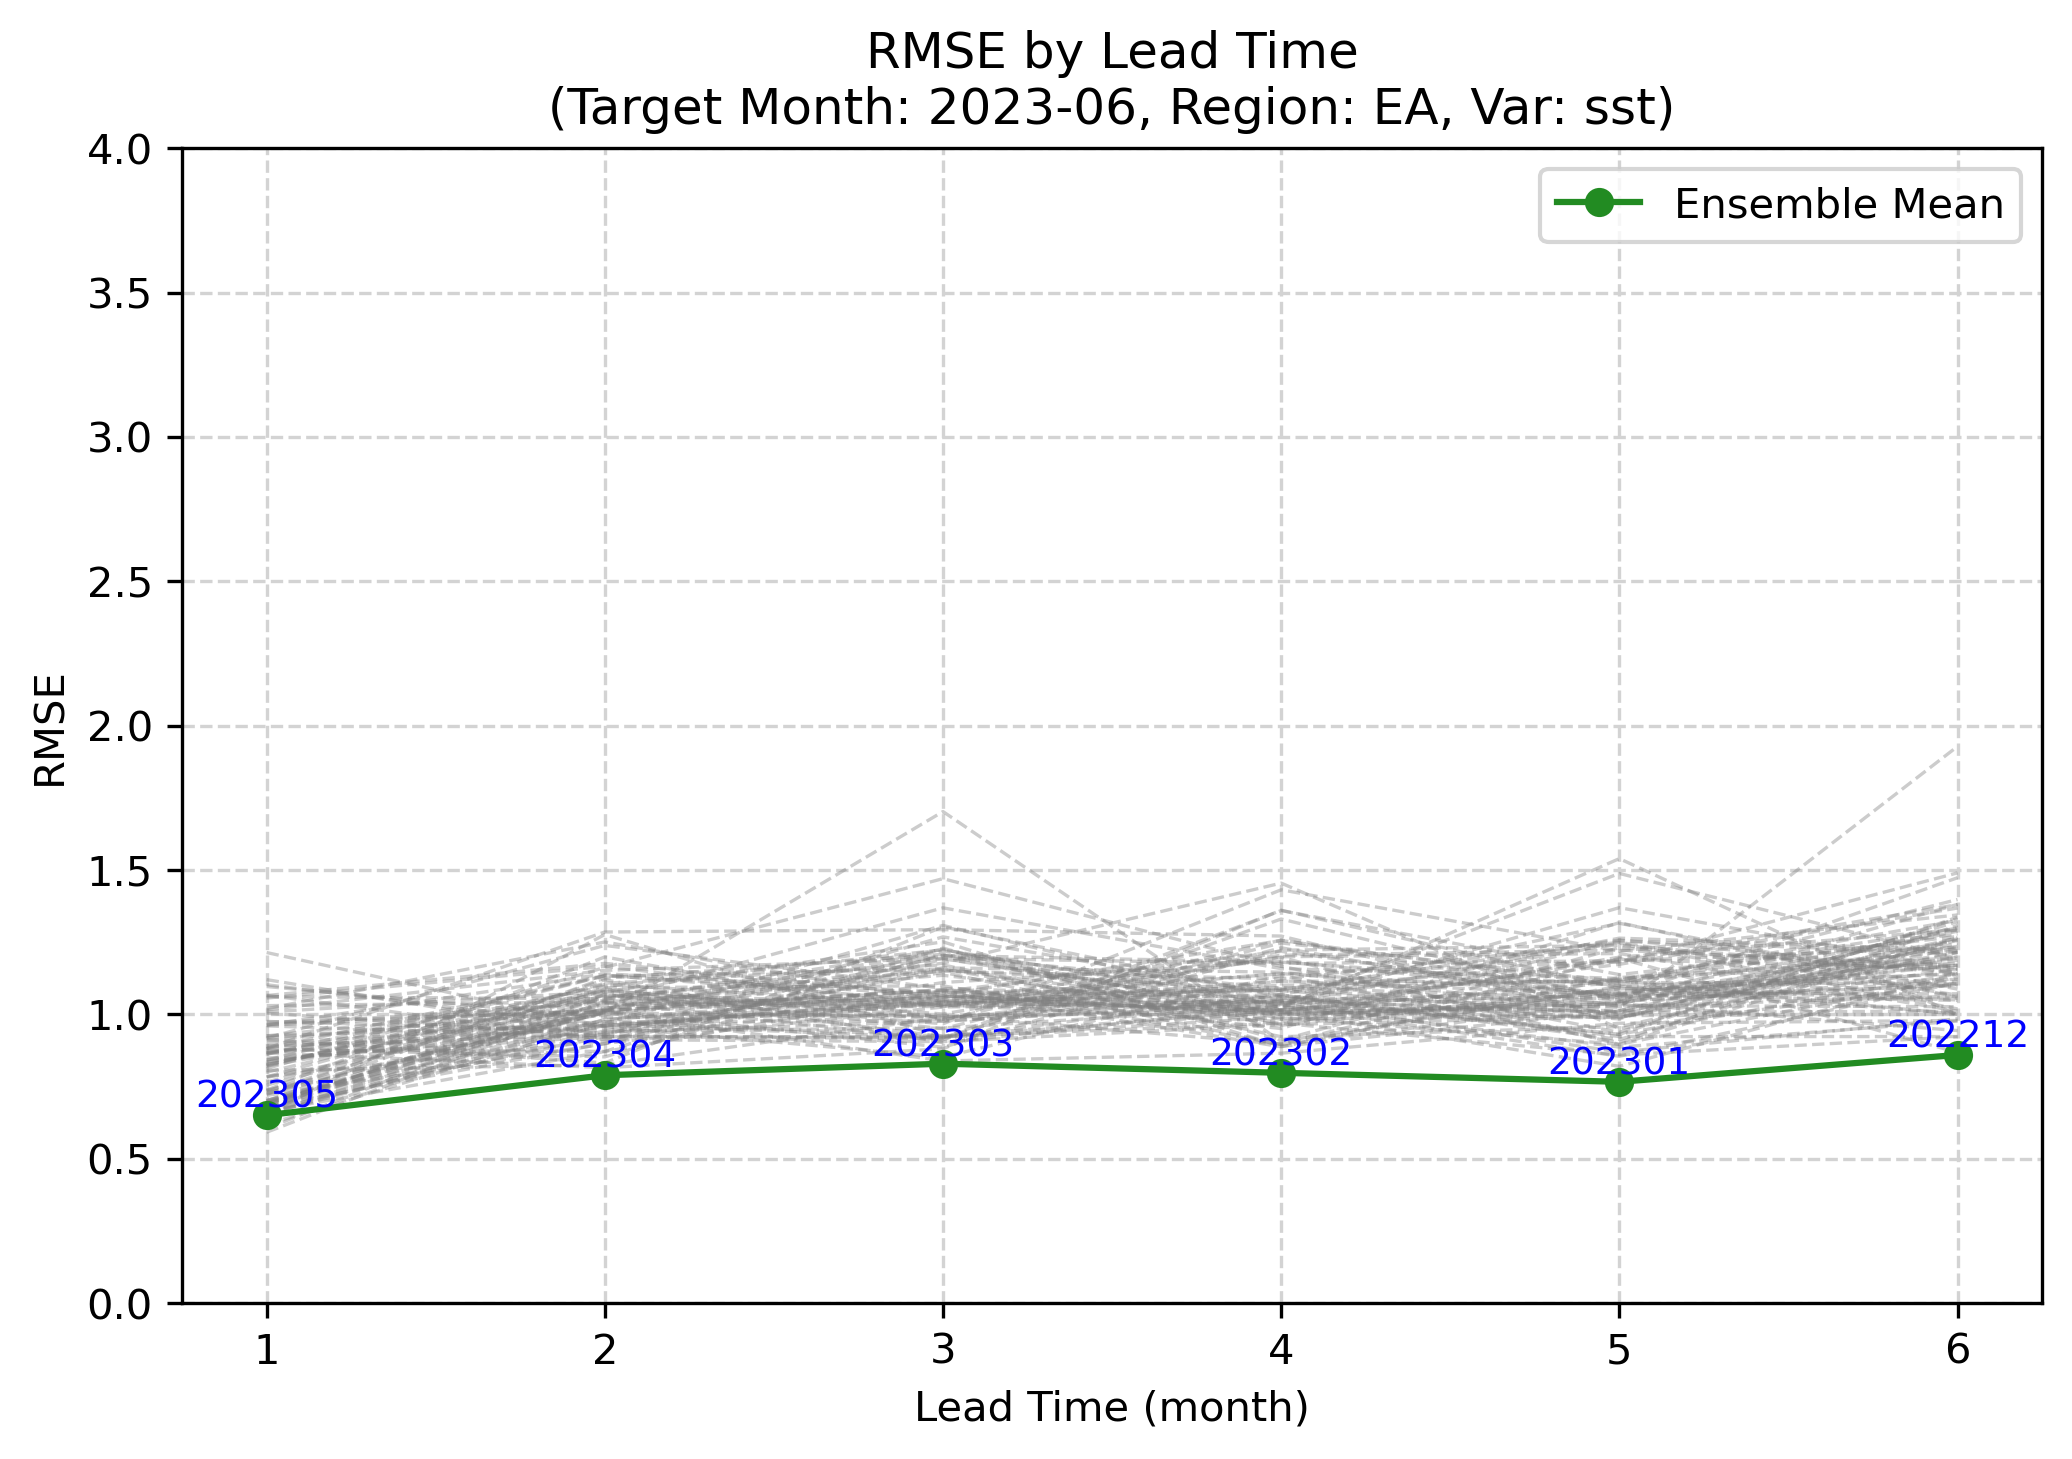 RMSE by Lead Time
(Target Month: 2023-06, Region: EA, Var: sst)
Ensemble Mean
4.0
3.5
3.0
2.5
2.0
1.5
1.0
0.5
0.0
RMSE
202305
202304
202303
202302
202301
202212
1 2 3 4 5 6
Lead Time (month)